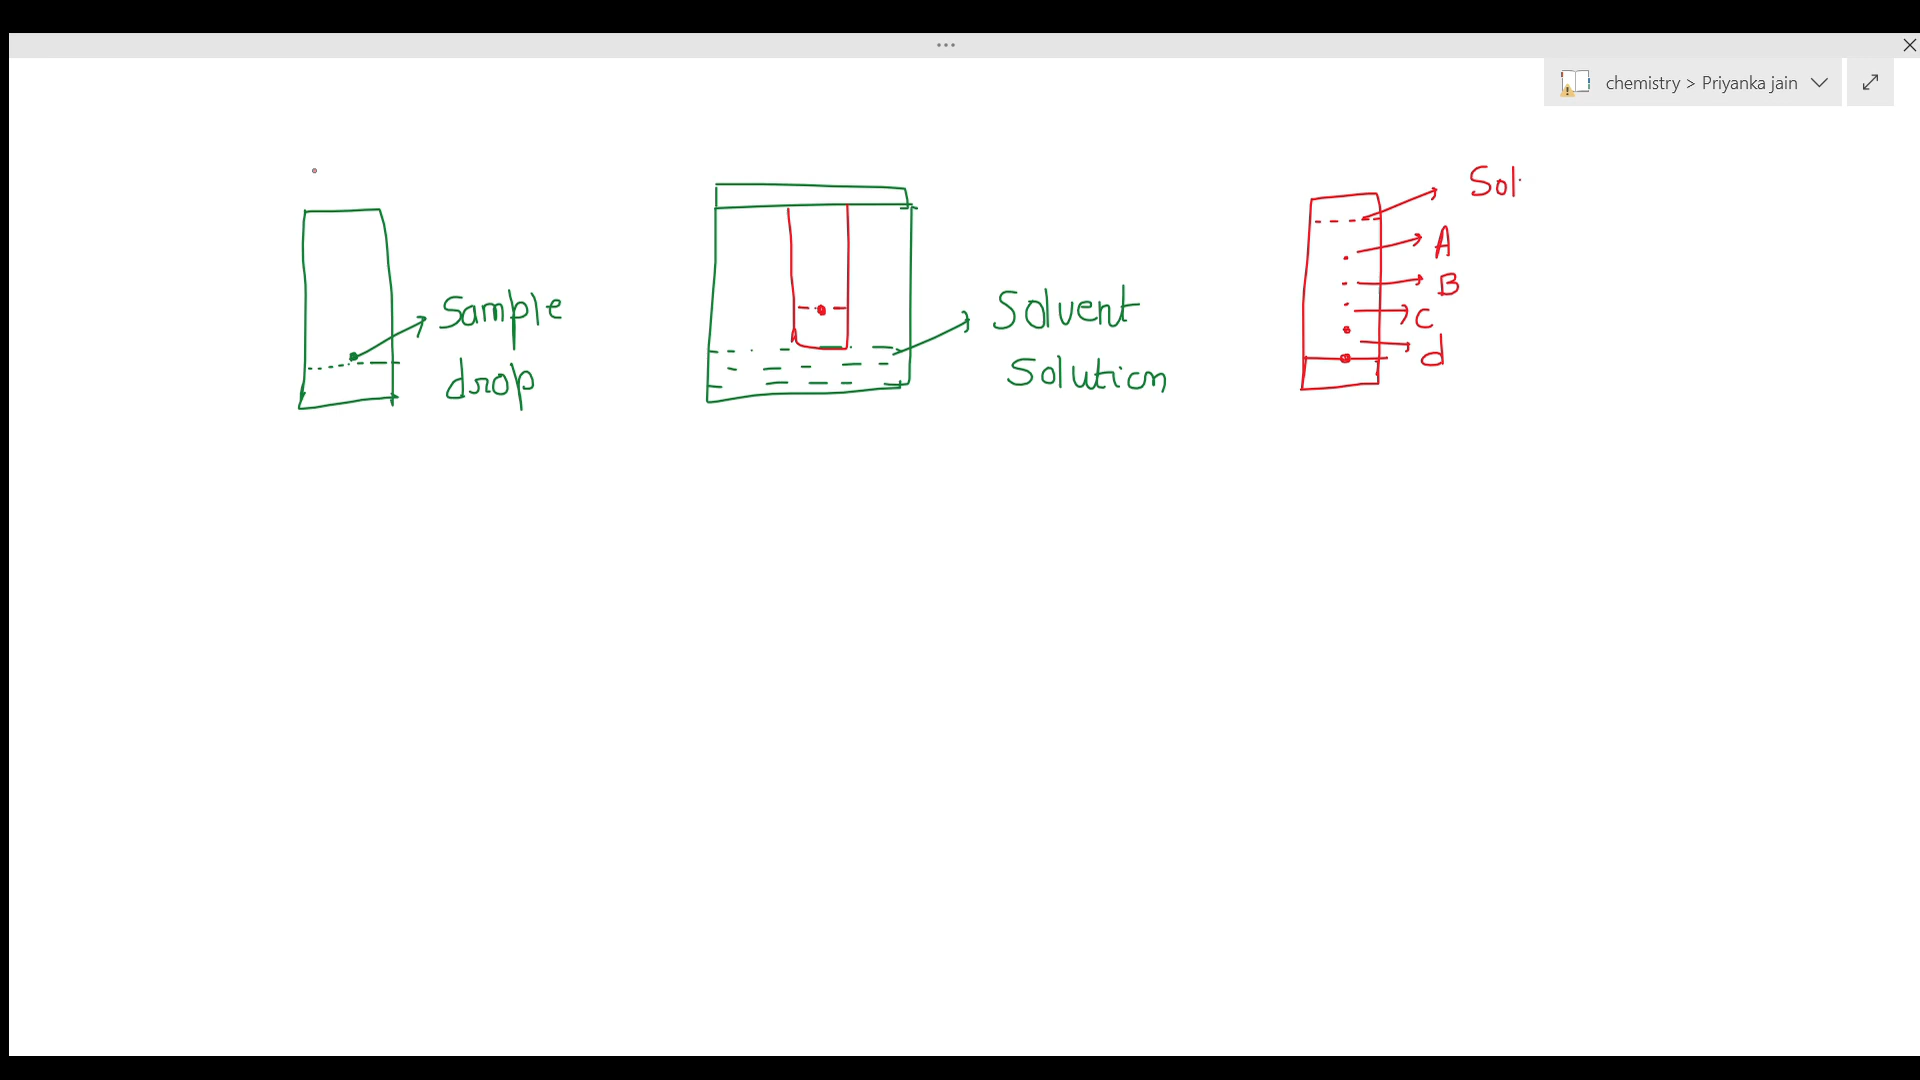 chemistry > Priyanka jain
Sample
drop
Solvent
Solution
Sol
A
B
C
d